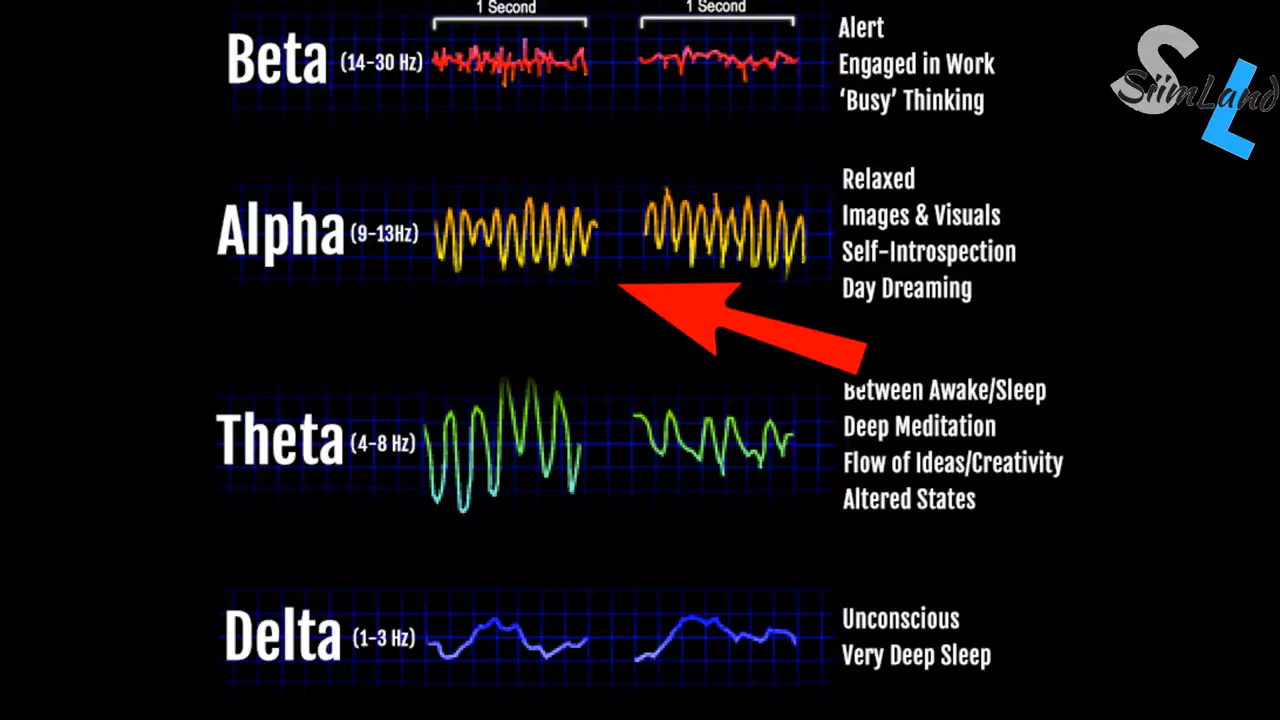 1 Second 1 Second
Beta (14-30 Hz)
Alert
Engaged in Work
‘Busy’ Thinking
SL
SiimLand
Alpha (9-13Hz)
Relaxed
Images & Visuals
Self-Introspection
Day Dreaming
Theta (4-8 Hz)
Between Awake/Sleep
Deep Meditation
Flow of Ideas/Creativity
Altered States
Delta (1-3 Hz)
Unconscious
Very Deep Sleep